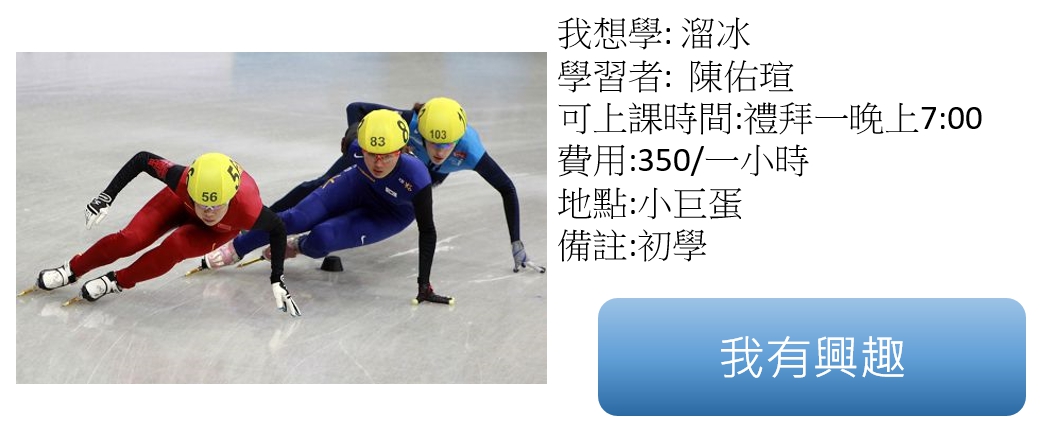 我想學: 溜冰
學習者: 陳佑瑄
可上課時間:禮拜一晚上7:00
費用:350/一小時
地點:小巨蛋
備註:初學
我有興趣
56
83
103